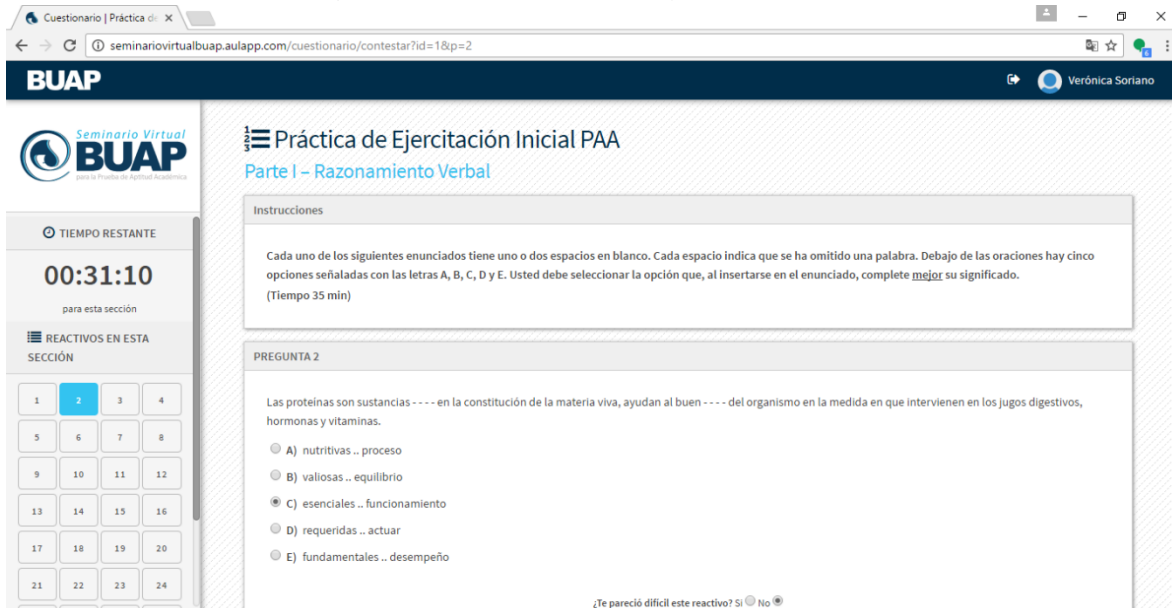 Cuestionario | Práctica de
seminariovirtualbuap.aulapp.com/cuestionario/contestar?id=1&p=2
BUAP
Verónica Soriano
Seminario Virtual
BUAP
para la Prueba de Aptitud Académica
Práctica de Ejercitación Inicial PAA
Parte I – Razonamiento Verbal
TIEMPO RESTANTE
00:31:10
para esta sección
REACTIVOS EN ESTA
SECCIÓN
1 2 3 4
5 6 7 8
9 10 11 12
13 14 15 16
17 18 19 20
21 22 23 24
Instrucciones
Cada uno de los siguientes enunciados tiene uno o dos espacios en blanco. Cada espacio indica que se ha omitido una palabra. Debajo de las oraciones hay cinco
opciones señaladas con las letras A, B, C, D y E. Usted debe seleccionar la opción que, al insertarse en el enunciado, complete mejor su significado.
(Tiempo 35 min)
PREGUNTA 2
Las proteínas son sustancias - - - - en la constitución de la materia viva, ayudan al buen - - - - del organismo en la medida en que intervienen en los jugos digestivos,
hormonas y vitaminas.
A) nutritivas .. proceso
B) valiosas .. equilibrio
C) esenciales .. funcionamiento
D) requeridas .. actuar
E) fundamentales .. desempeño
¿Te pareció difícil este reactivo? Si No